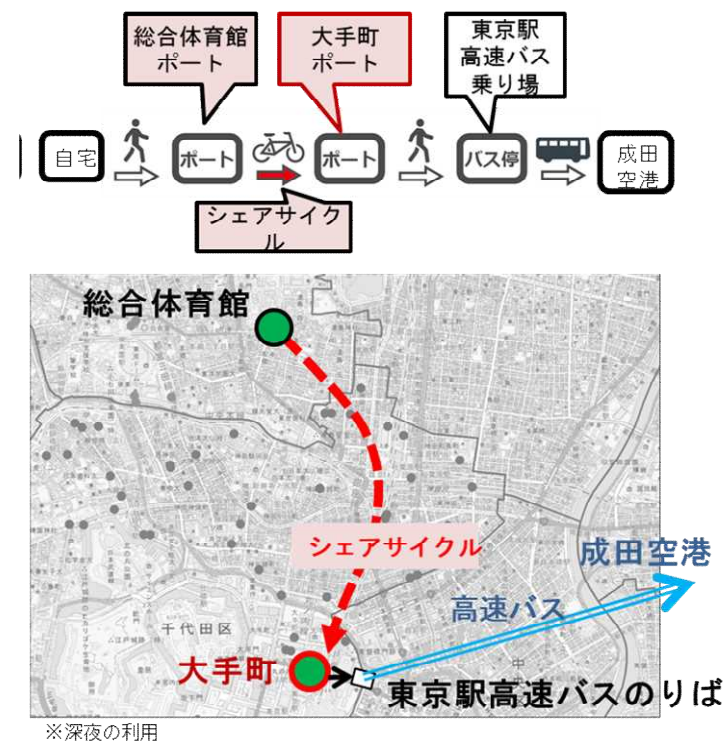 総合体育館
ポート
大手町
ポート
東京駅
高速バス
乗り場
自宅
ポート
ポート
バス停
成田
空港
シェアサイク
ル
総合体育館
シェアサイクル
成田空港
高速バス
千代田区
大手町
中
東京駅高速バスのりば
※深夜の利用